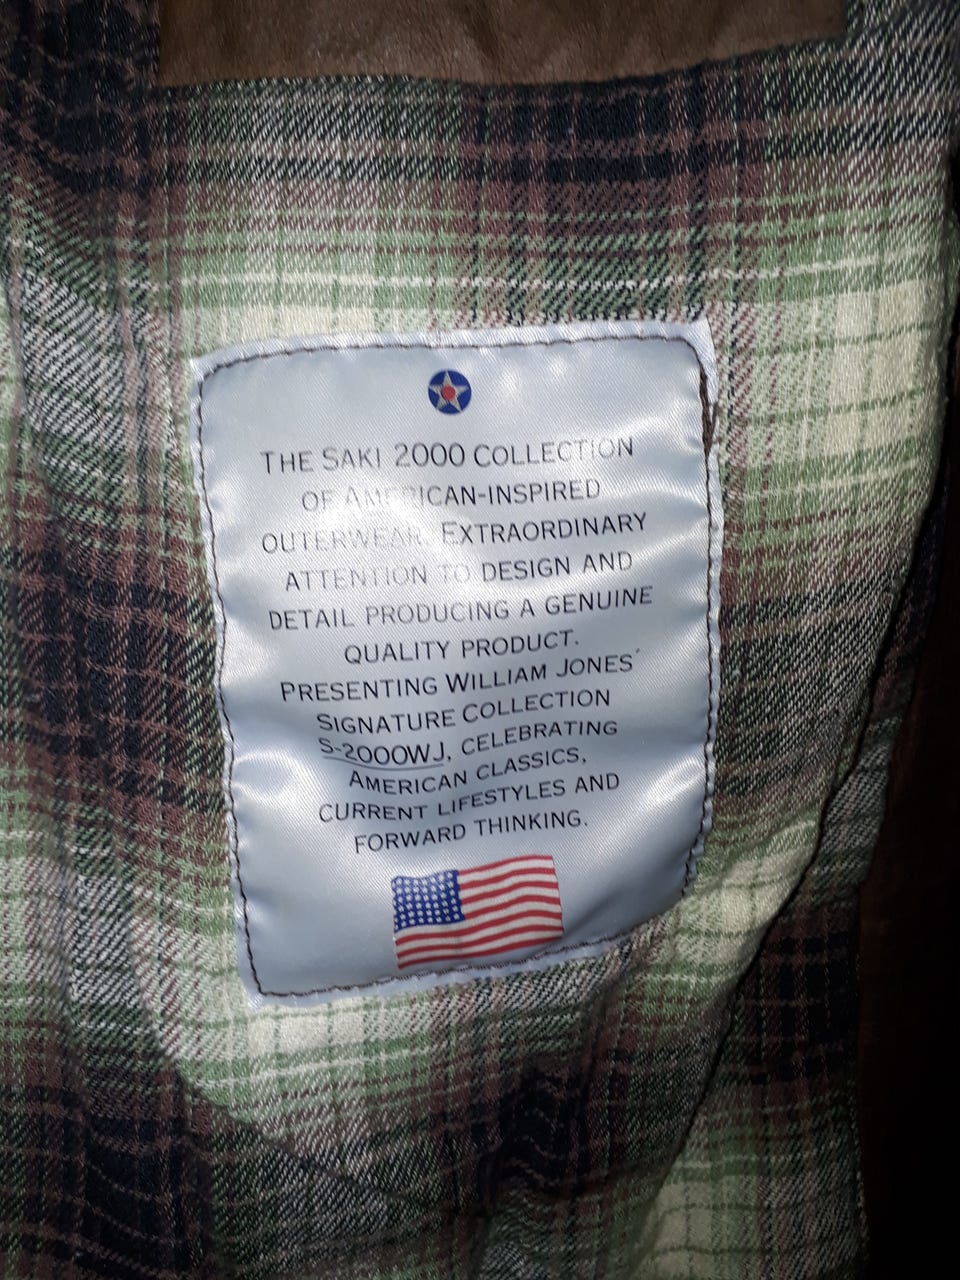 THE SAKI 2000 COLLECTION
OF AMERICAN-INSPIRED
OUTERWEAR. EXTRAORDINARY
ATTENTION TO DESIGN AND
DETAIL PRODUCING A GENUINE
QUALITY PRODUCT.
PRESENTING WILLIAM JONES'
SIGNATURE COLLECTION
S-2000WJ, CELEBRATING
AMERICAN CLASSICS,
CURRENT LIFESTYLES AND
FORWARD THINKING.